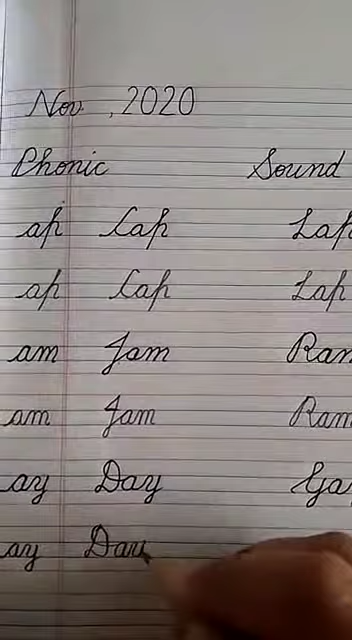 Nov. , 2020
Phonic Sound
ap Cap Lap
ap Cap Lap
am Jam Ram
am Jam Ram
ay Day Ga
ay Day